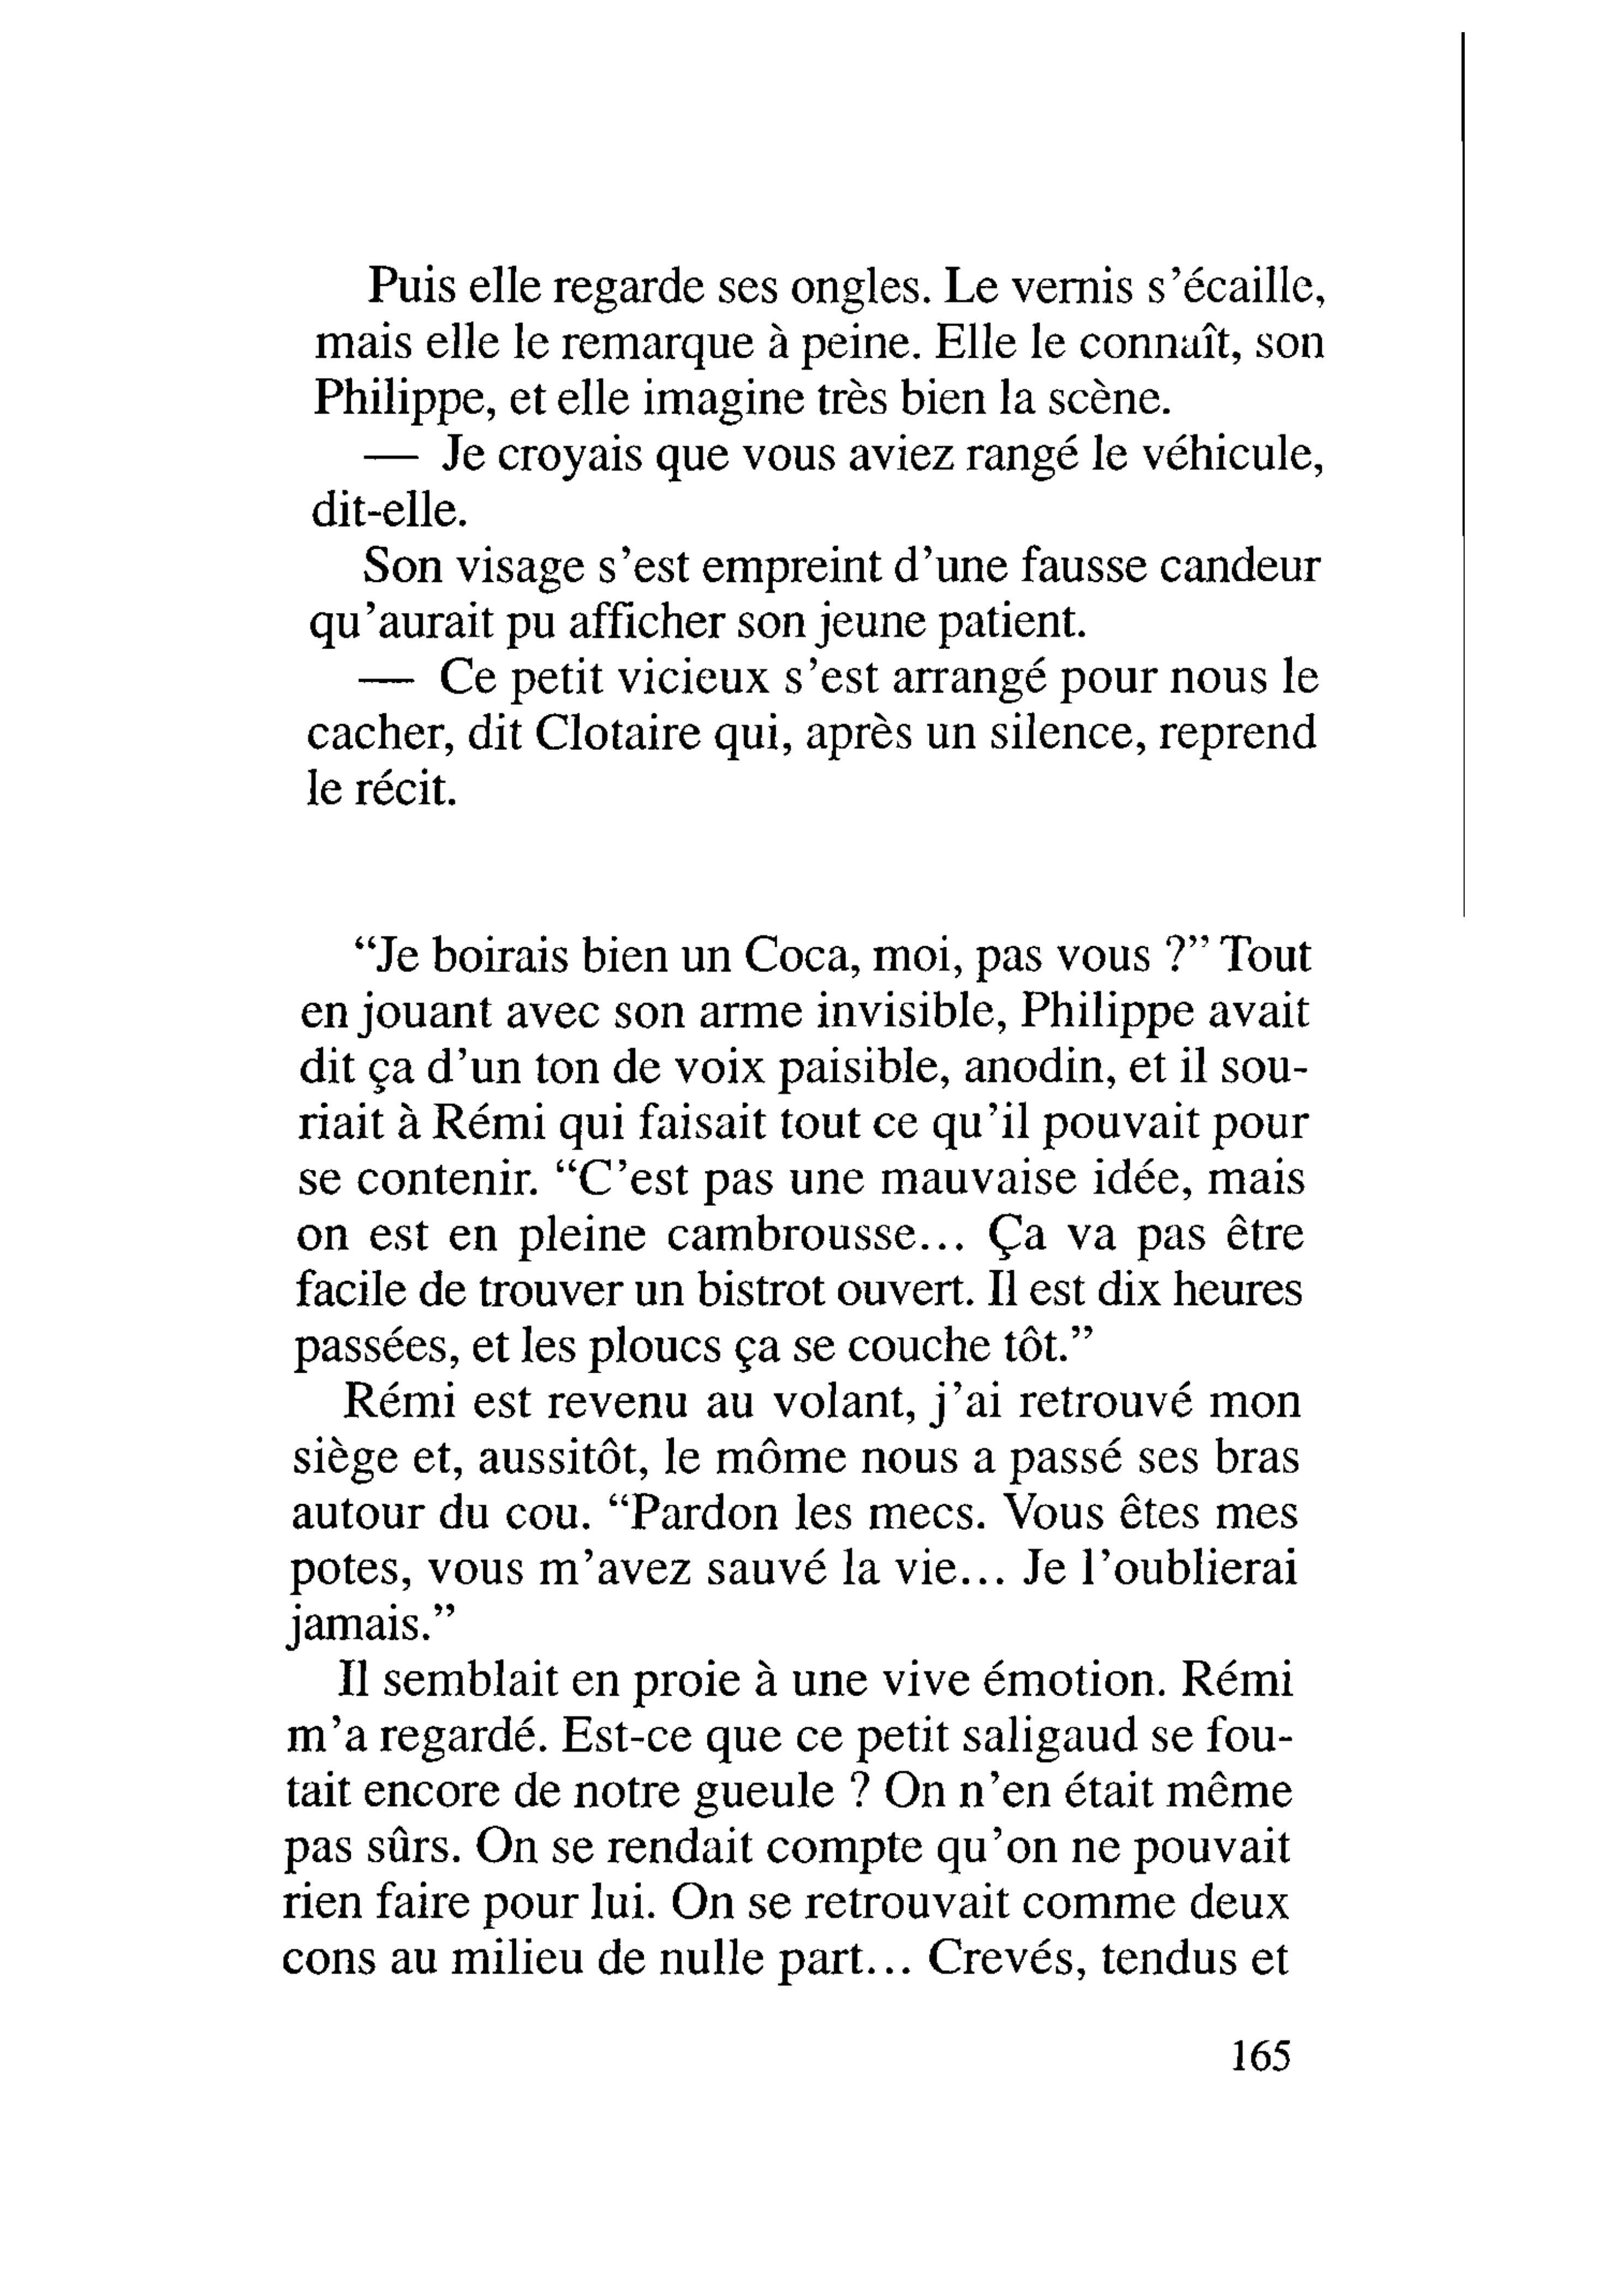 Puis elle regarde ses ongles. Le vernis s’écaille,
mais elle le remarque à peine. Elle le connaît, son
Philippe, et elle imagine très bien la scène.
— Je croyais que vous aviez rangé le véhicule,
dit-elle.
Son visage s’est empreint d’une fausse candeur
qu’aurait pu afficher son jeune patient.
— Ce petit vicieux s’est arrangé pour nous le
cacher, dit Clotaire qui, après un silence, reprend
le récit.
“Je boirais bien un Coca, moi, pas vous ?” Tout
en jouant avec son arme invisible, Philippe avait
dit ça d’un ton de voix paisible, anodin, et il sou-
riait à Rémi qui faisait tout ce qu’il pouvait pour
se contenir. “C’est pas une mauvaise idée, mais
on est en pleine cambrousse… Ça va pas être
facile de trouver un bistrot ouvert. Il est dix heures
passées, et les ploucs ça se couche tôt.”
Rémi est revenu au volant, j’ai retrouvé mon
siège et, aussitôt, le môme nous a passé ses bras
autour du cou. “Pardon les mecs. Vous êtes mes
potes, vous m’avez sauvé la vie… Je l’oublierai
jamais.”
Il semblait en proie à une vive émotion. Rémi
m’a regardé. Est-ce que ce petit saligaud se fou-
tait encore de notre gueule ? On n’en était même
pas sûrs. On se rendait compte qu’on ne pouvait
rien faire pour lui. On se retrouvait comme deux
cons au milieu de nulle part… Crevés, tendus et
165